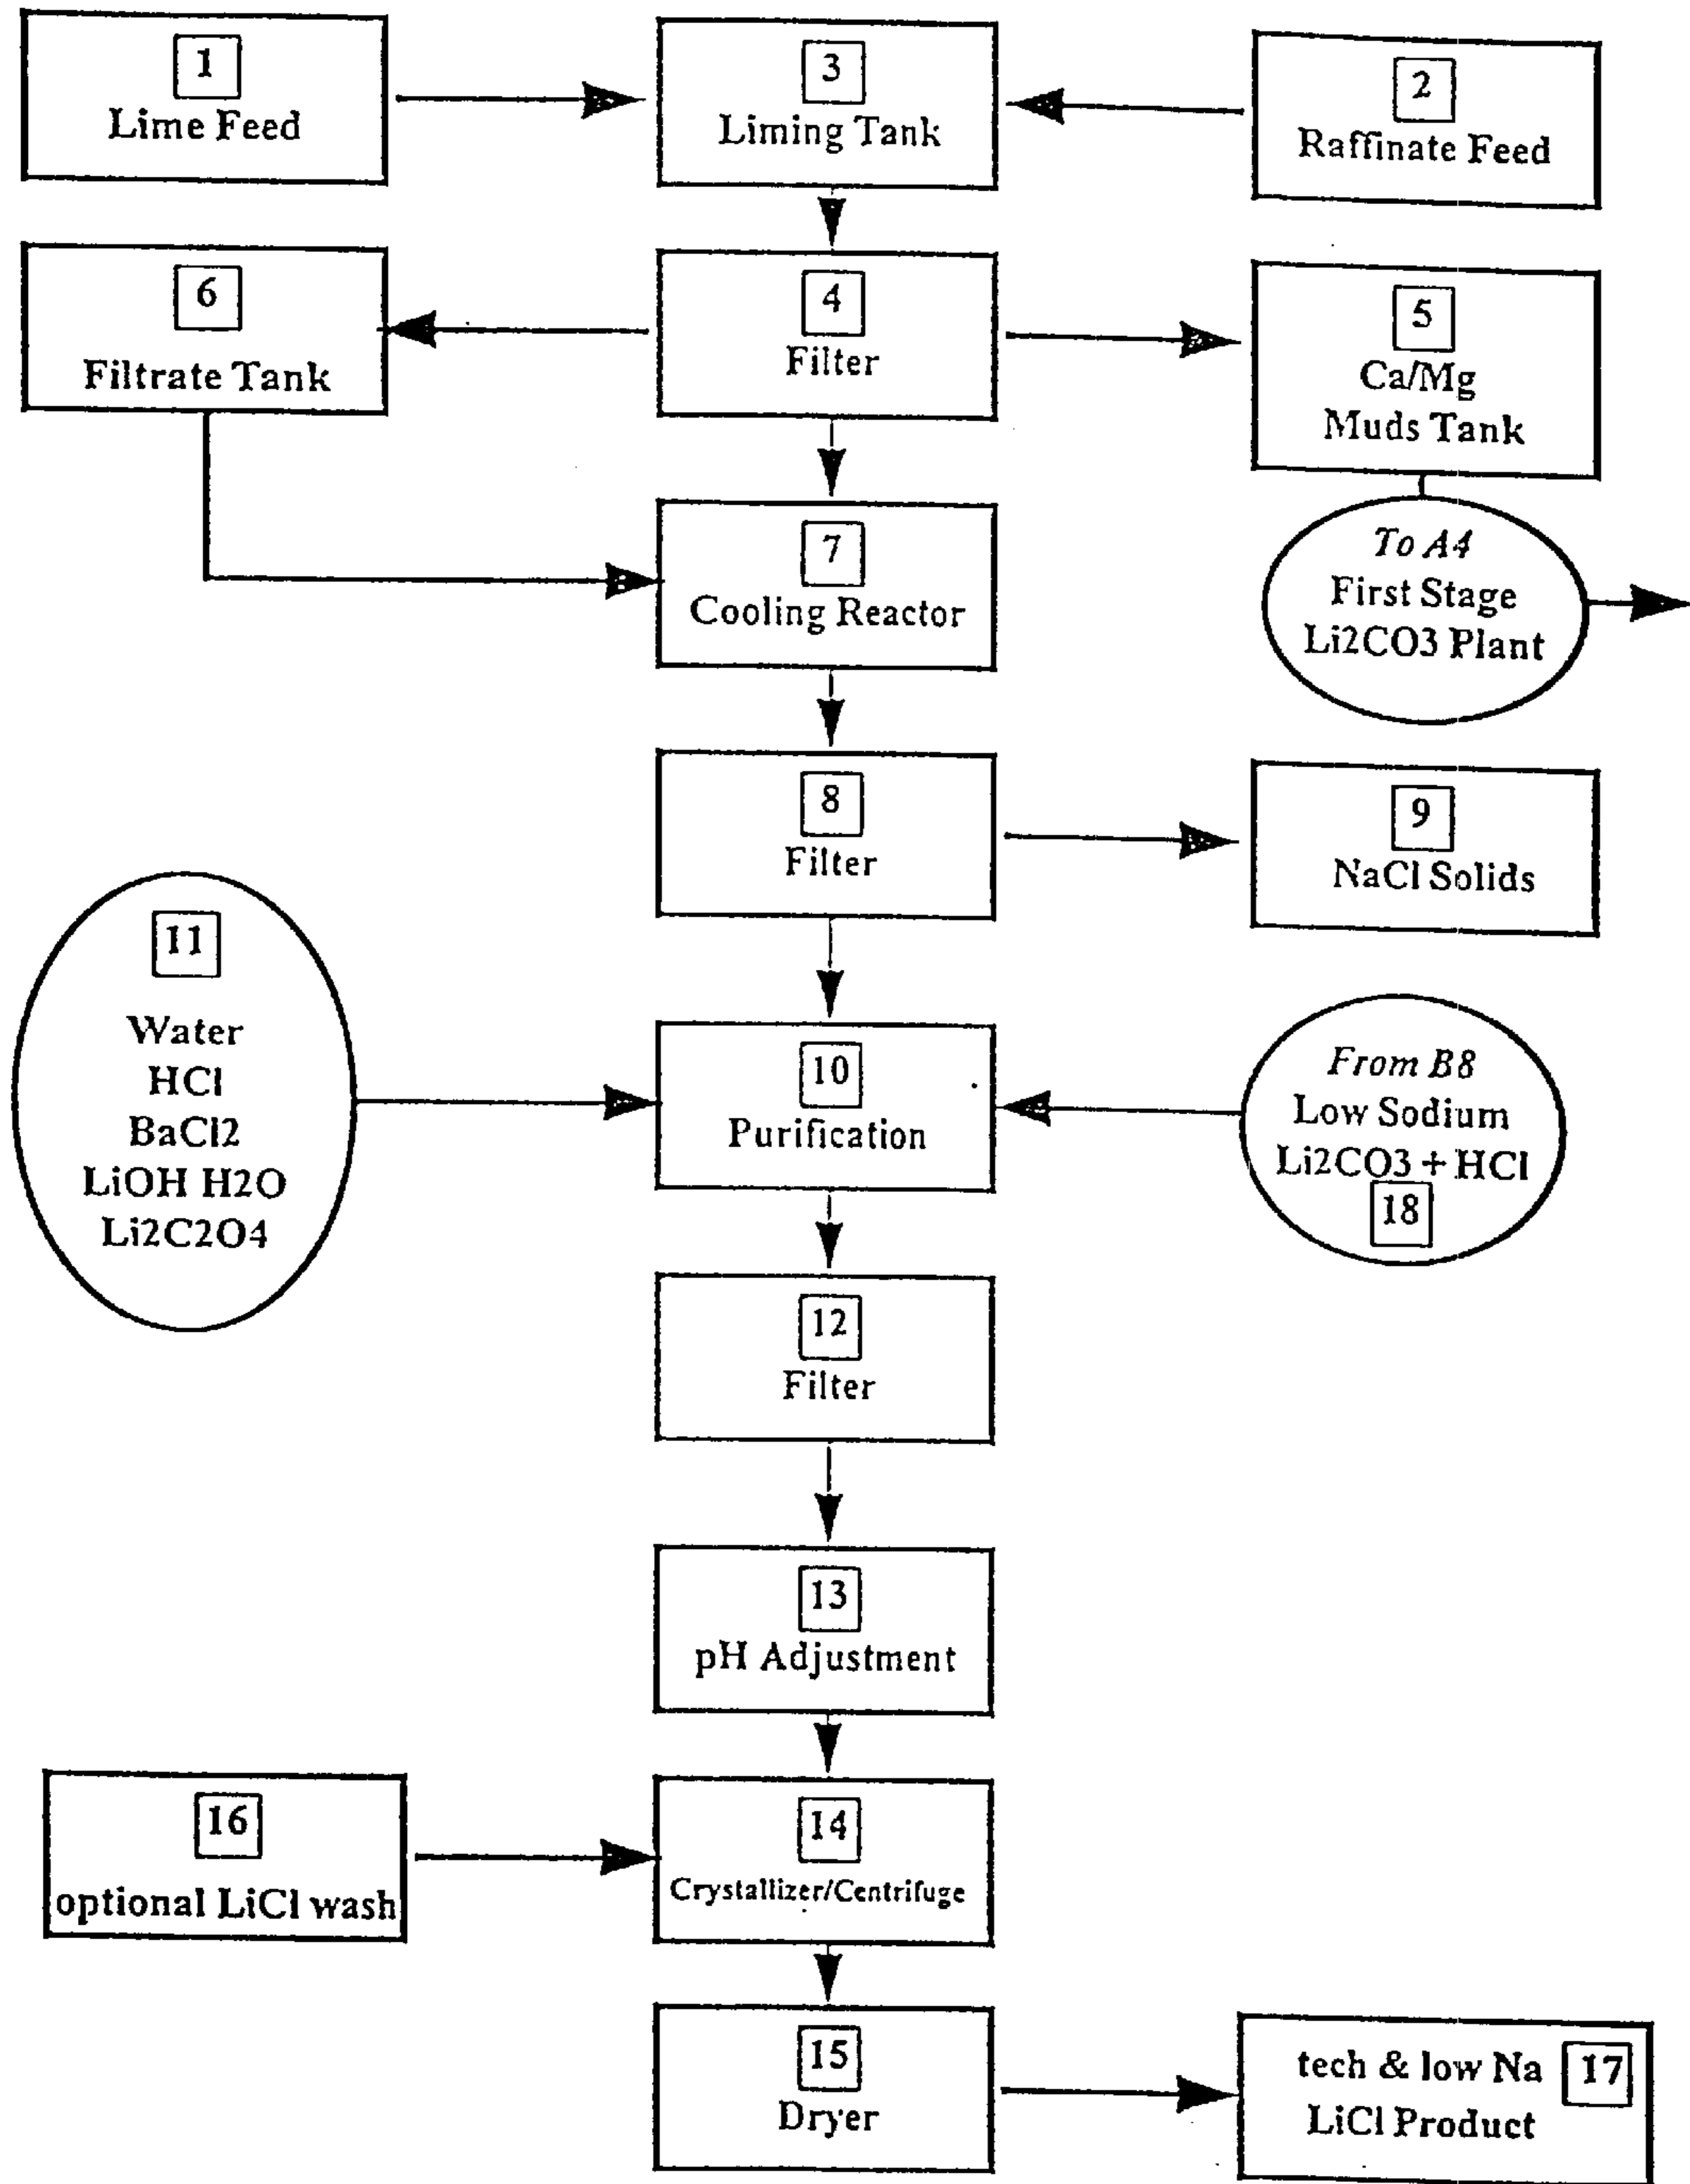 1
Lime Feed
3
Liming Tank
2
Raffinate Feed
6
Filtrate Tank
4
Filter
5
Ca/Mg
Muds Tank
7
Cooling Reactor
To A4
First Stage
Li2CO3 Plant
8
Filter
9
NaCl Solids
11
Water
HCl
BaCl2
LiOH H2O
Li2C2O4
10
Purification
From B8
Low Sodium
Li2CO3 + HCl
18
12
Filter
13
pH Adjustment
16
optional LiCl wash
14
Crystallizer/Centrifuge
15
Dryer
tech & low Na 17
LiCl Product